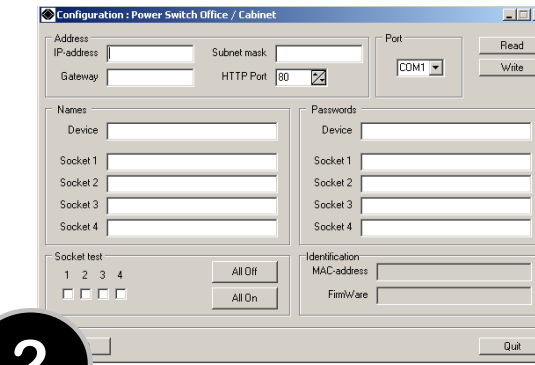 Configuration : Power Switch Office / Cabinet
Address
IP-address
Subnet mask
Gateway
HTTP Port 80
Port
COM1
Read
Write
Names
Device
Socket 1
Socket 2
Socket 3
Socket 4
Passwords
Device
Socket 1
Socket 2
Socket 3
Socket 4
Socket test
1 2 3 4
All Off
All On
Identification
MAC-address
FirmWare
Quit
2